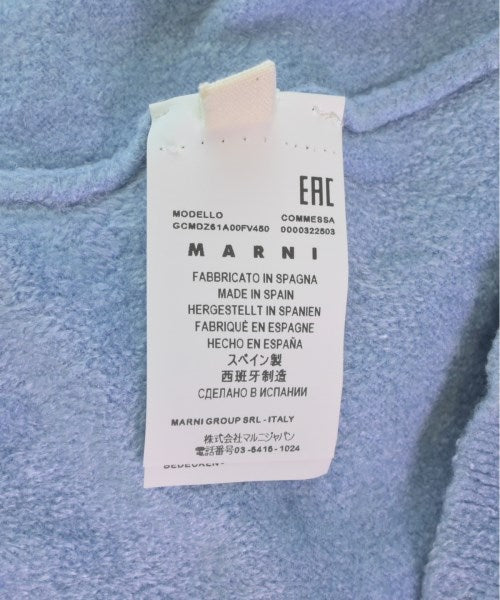 EAC
MODELLO COMMESSA
GCMDZ61A00FV450 0000322503
MARNI
FABBRICATO IN SPAGNA
MADE IN SPAIN
HERGESTELLT IN SPANIEN
FABRIQUÉ EN ESPAGNE
HECHO EN ESPAÑA
スペイン製
西班牙制造
СДЕЛАНО В ИСПАНИИ
MARNI GROUP SRL - ITALY
株式会社マルニジャパン
電話番号03-6416-1024